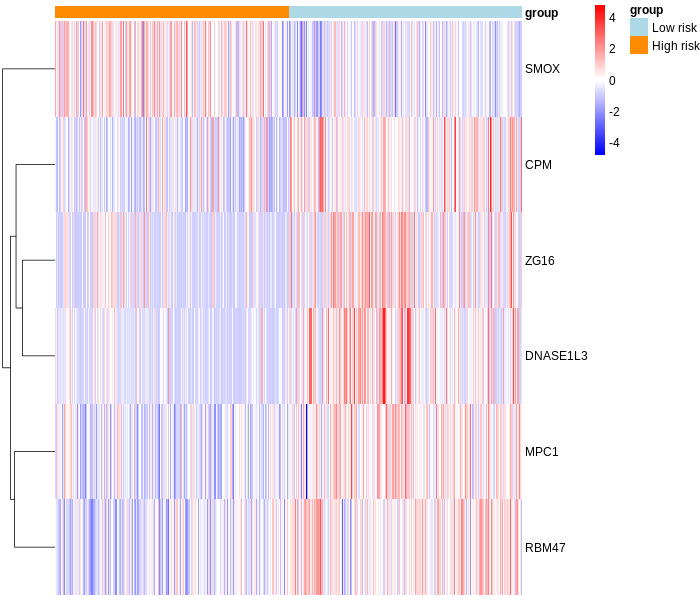 group
SMOX
CPM
ZG16
DNASE1L3
MPC1
RBM47
4
2
0
-2
-4
group
Low risk
High risk